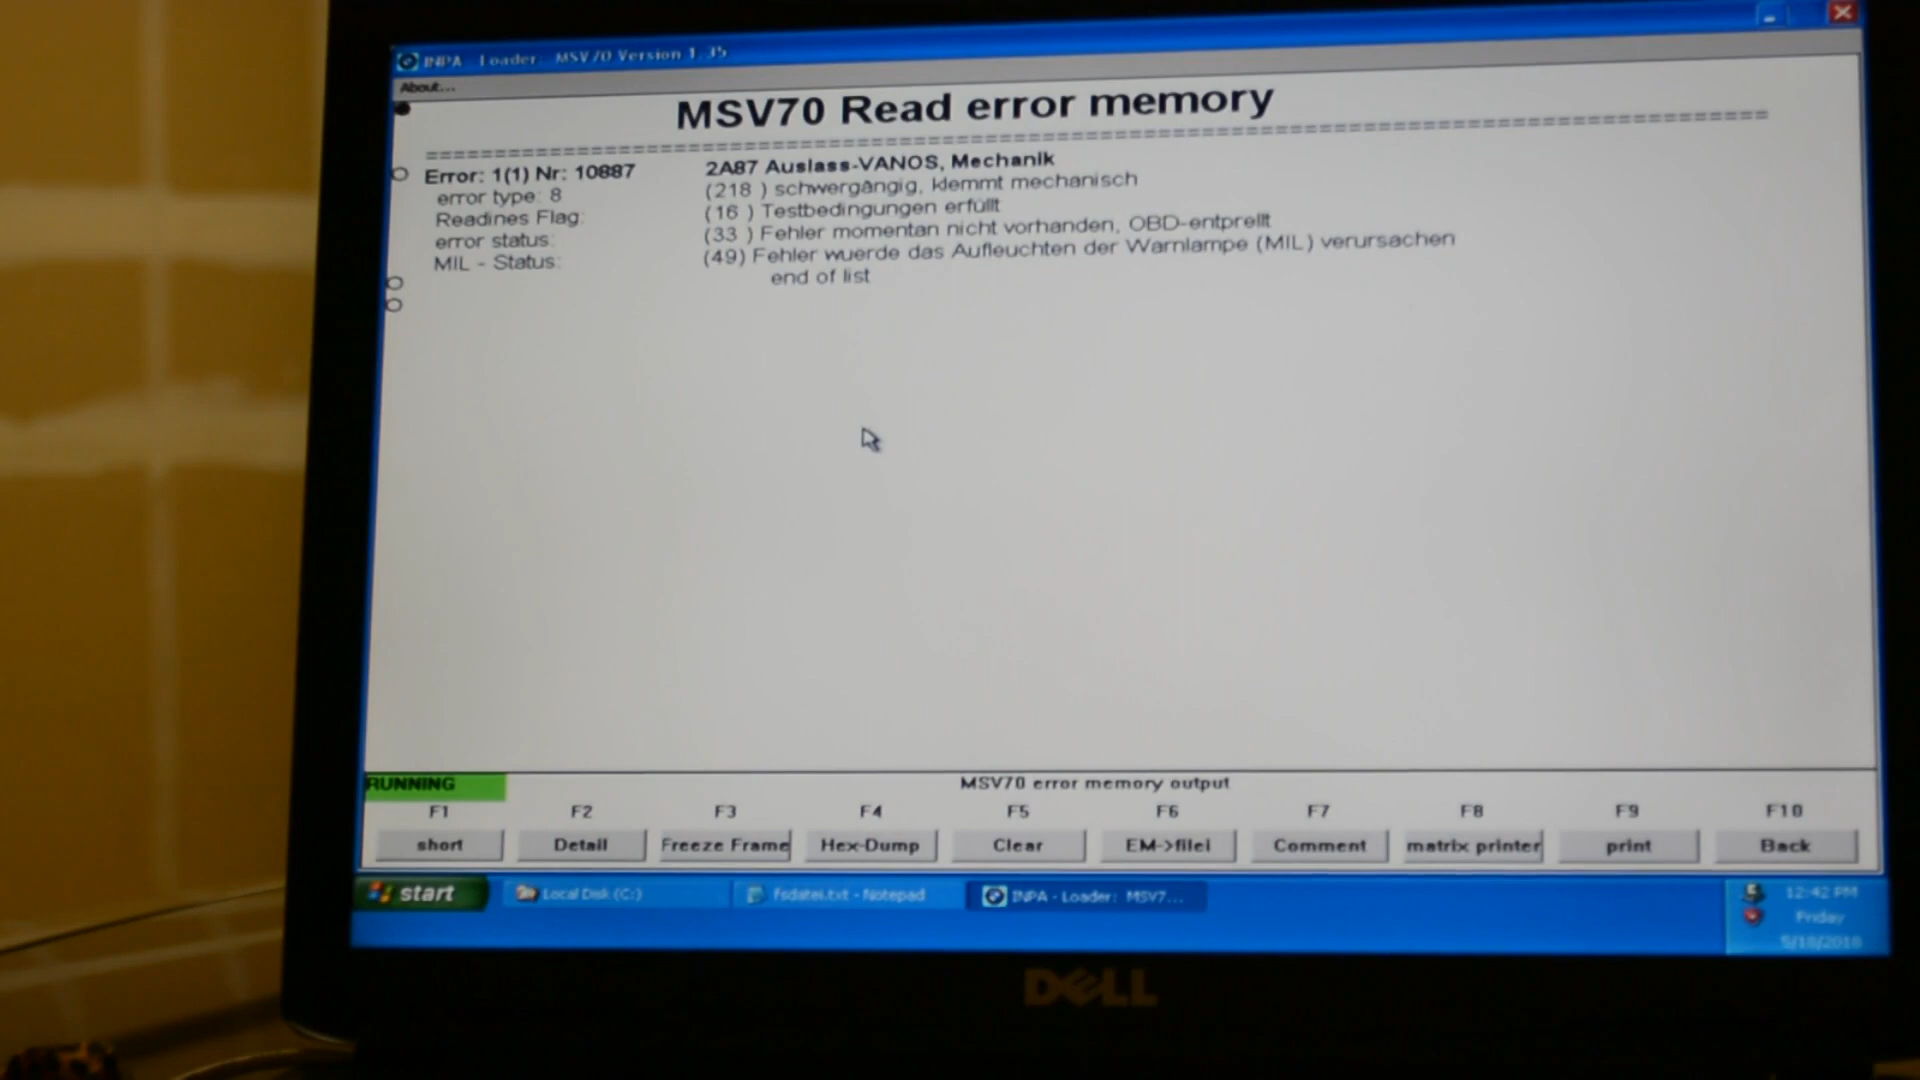 INPA - Loader: MSV70 Version 1.35
About...
MSV70 Read error memory
Error: 1(1) Nr: 10887 2A87 Auslass-VANOS, Mechanik
error type: 8 (218 ) schwergängig, klemmt mechanisch
Readines Flag: (16 ) Testbedingungen erfüllt
error status: (33 ) Fehler momentan nicht vorhanden, OBD-entprellt
MIL - Status: (49) Fehler wuerde das Aufleuchten der Warnlampe (MIL) verursachen
end of list
RUNNING MSV70 error memory output
F1 F2 F3 F4 F5 F6 F7 F8 F9 F10
short Detail Freeze Frame Hex-Dump Clear EM->filel Comment matrix printer print Back
start Local Disk (C:) fsdatei.txt - Notepad INPA - Loader: MSV7... 12:42 PM
Friday
5/18/2018
DELL